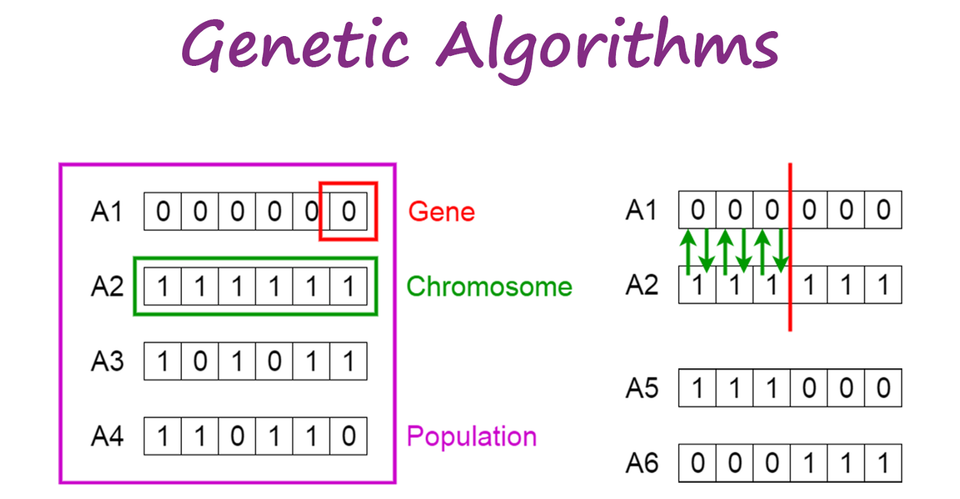 Genetic Algorithms
A1 0 0 0 0 0 0 Gene
A2 1 1 1 1 1 1 Chromosome
A3 1 0 1 0 1 1
A4 1 1 0 1 1 0 Population
A1 0 0 0 0 0 0
A2 1 1 1 1 1 1
A5 1 1 1 0 0 0
A6 0 0 0 1 1 1